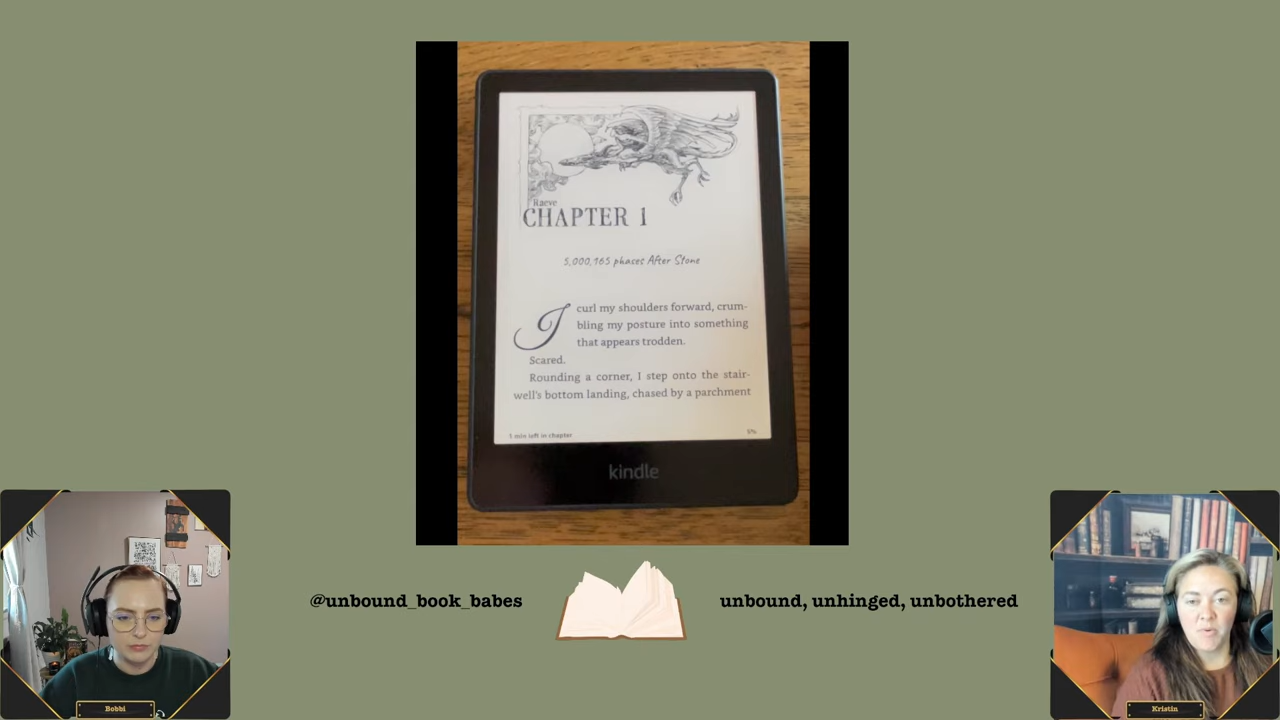 Raeve
CHAPTER 1
5,000,165 phases After Stone
I curl my shoulders forward, crum-
bling my posture into something
that appears trodden.
Scared.
Rounding a corner, I step onto the stair-
well's bottom landing, chased by a parchment
1 min left in chapter
kindle
@unbound_book_babes
unbound, unhinged, unbothered
Bobbi
Kristin